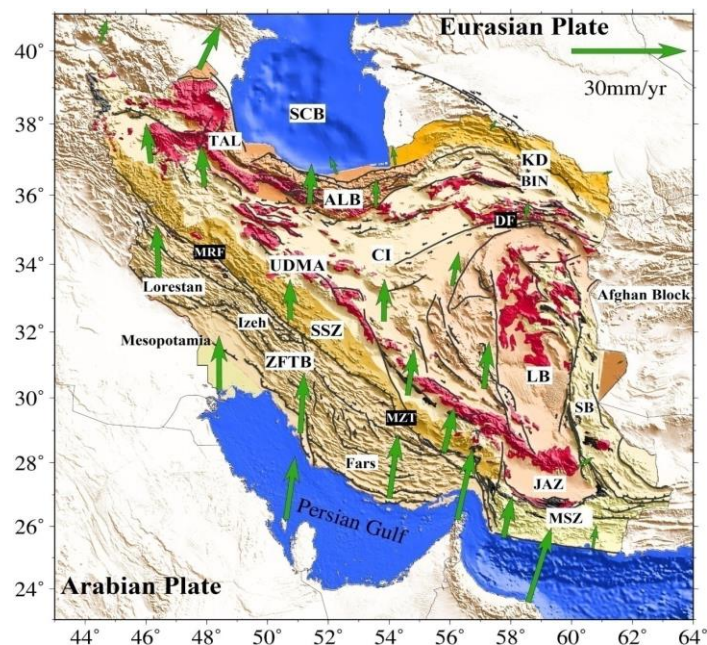 Eurasian Plate
40°
30mm/yr
SCB
38°
TAL
KD
BIN
36°
ALB
DF
MRF
CI
34°
UDMA
Lorestan
Afghan Block
Izeh
SSZ
32°
Mesopotamia
ZFTB
LB
30°
SB
MZT
28°
Fars
JAZ
MSZ
Persian Gulf
26°
Arabian Plate
24°
44° 46° 48° 50° 52° 54° 56° 58° 60° 62° 64°